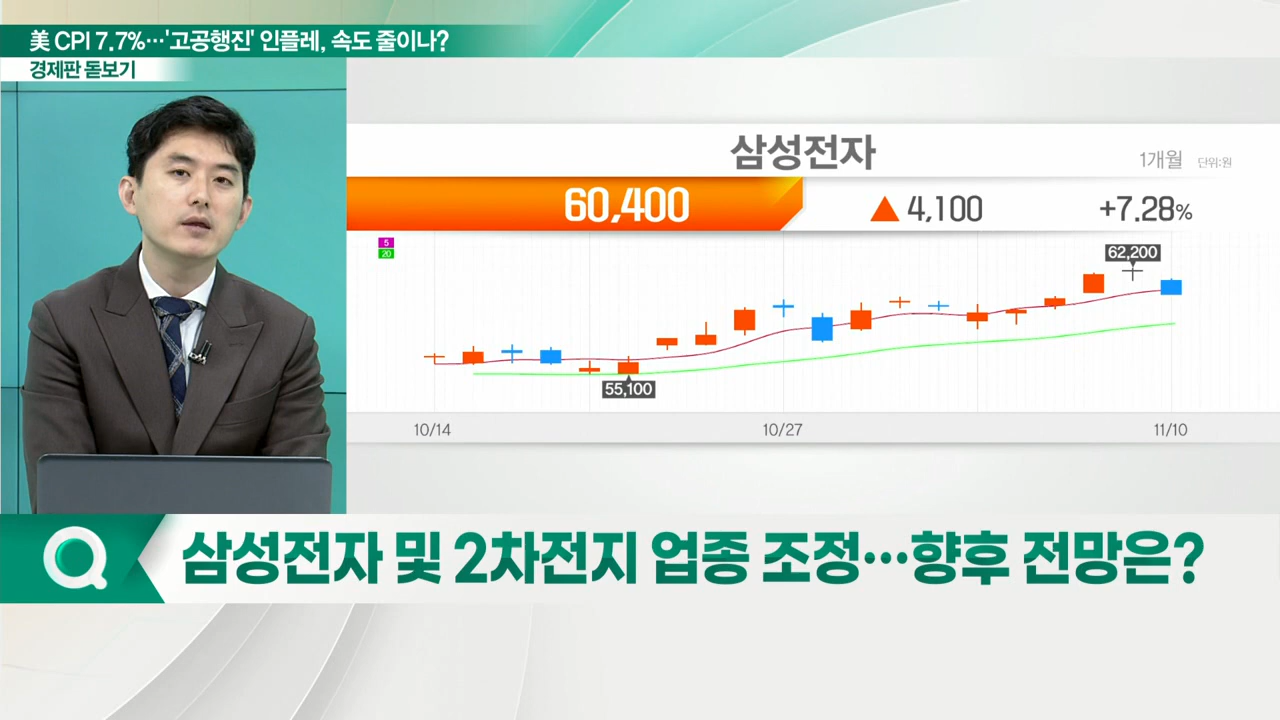 美 CPI 7.7%…'고공행진' 인플레, 속도 줄이나?
경제판 돋보기
삼성전자
1개월 단위:원
60,400 ▲ 4,100 +7.28%
5
20
62,200
55,100
10/14 10/27 11/10
Q 삼성전자 및 2차전지 업종 조정…향후 전망은?